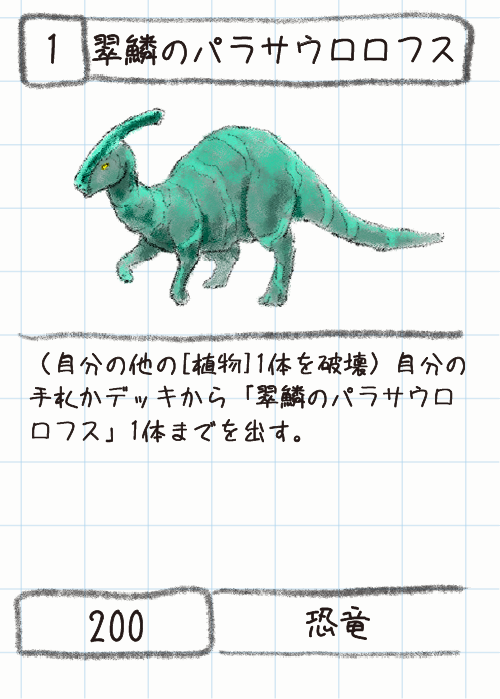 1 翠鱗のパラサウロロフス
（自分の他の[植物]1体を破壊）自分の
手札かデッキから「翠鱗のパラサウロ
ロフス」1体までを出す。
200 恐竜